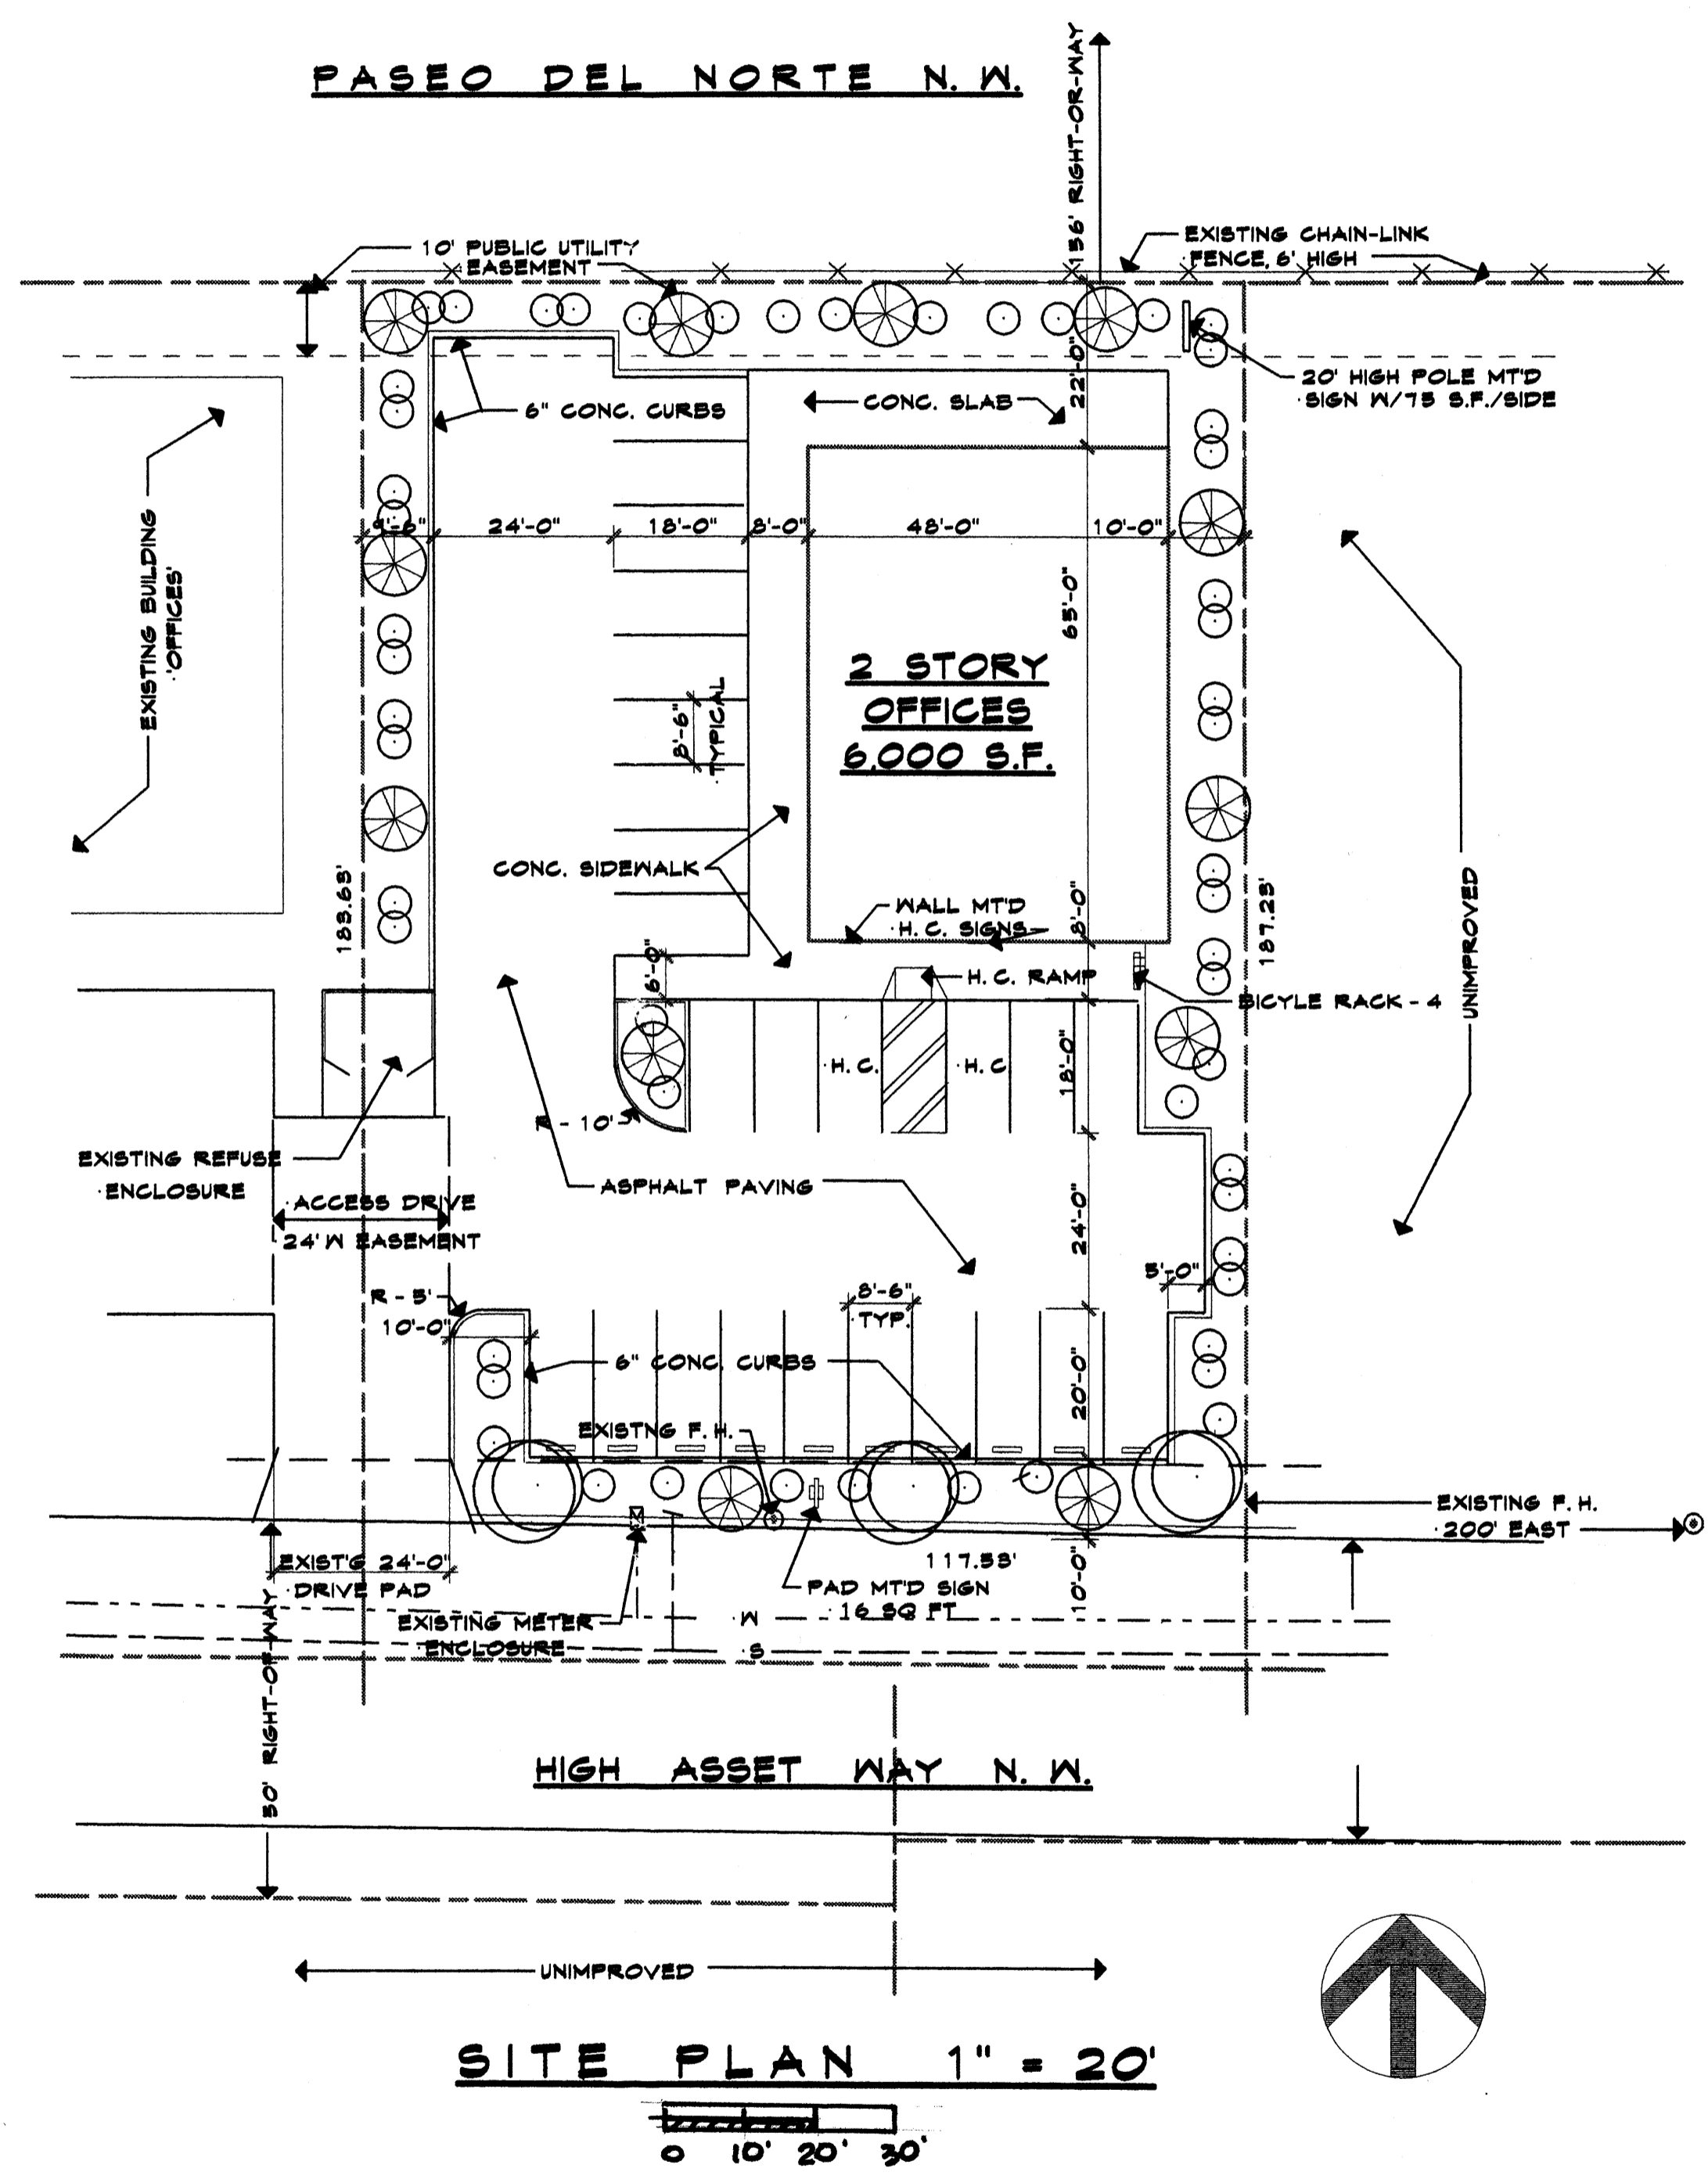 PASEO DEL NORTE N. W.
156' RIGHT-OR-WAY
10' PUBLIC UTILITY
EASEMENT
EXISTING CHAIN-LINK
FENCE, 6' HIGH
20' HIGH POLE MT'D
SIGN W/75 S.F./SIDE
6" CONC. CURBS
CONC. SLAB
22'-0"
EXISTING BUILDING
'OFFICES'
9'-6"
24'-0"
18'-0"
8'-0"
48'-0"
10'-0"
65'-0"
2 STORY
OFFICES
6,000 S.F.
8'-6"
TYPICAL
CONC. SIDEWALK
183.63'
187.23'
UNIMPROVED
WALL MT'D
H. C. SIGNS
8'-0"
6'-0"
H. C. RAMP
BICYLE RACK - 4
H. C.
H. C
18'-0"
R - 10'
EXISTING REFUSE
ENCLOSURE
ASPHALT PAVING
ACCESS DRIVE
24' W EASEMENT
24'-0"
5'-0"
R - 5'
10'-0"
8'-6"
TYP.
6" CONC. CURBS
20'-0"
EXISTNG F. H.
EXISTING F. H.
200' EAST
EXIST'G 24'-0"
DRIVE PAD
117.53'
PAD MT'D SIGN
16 SQ FT
10'-0"
EXISTING METER
ENCLOSURE
W
S
50' RIGHT-OF-WAY
HIGH ASSET WAY N. W.
UNIMPROVED
SITE PLAN 1" = 20'
0 10' 20' 30'